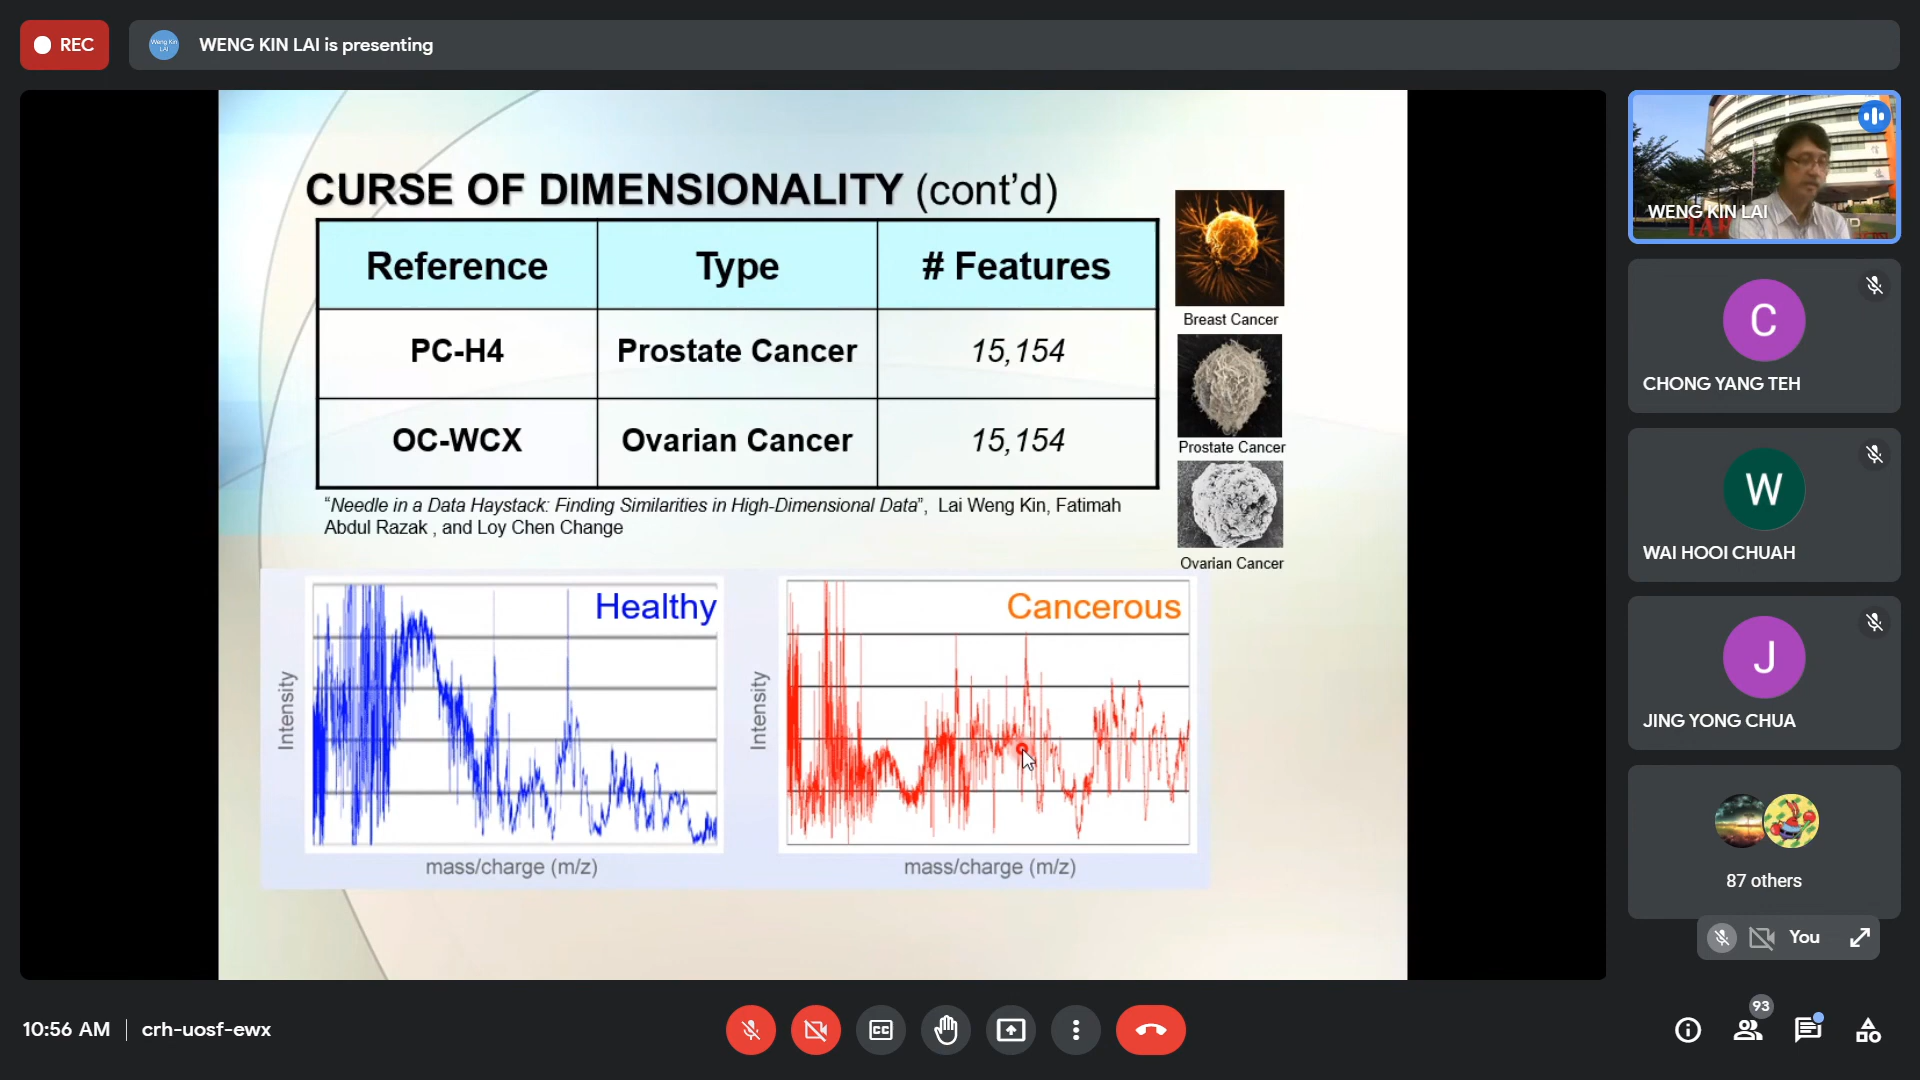 REC
Weng Kin
LAI
WENG KIN LAI is presenting
CURSE OF DIMENSIONALITY (cont’d)
Reference Type # Features
PC-H4 Prostate Cancer 15,154
OC-WCX Ovarian Cancer 15,154
“Needle in a Data Haystack: Finding Similarities in High-Dimensional Data”, Lai Weng Kin, Fatimah
Abdul Razak , and Loy Chen Change
Breast Cancer
Prostate Cancer
Ovarian Cancer
Healthy
Intensity
mass/charge (m/z)
Cancerous
Intensity
mass/charge (m/z)
WENG KIN LAI
C
CHONG YANG TEH
W
WAI HOOI CHUAH
J
JING YONG CHUA
87 others
You
10:56 AM
crh-uosf-ewx
CC
93